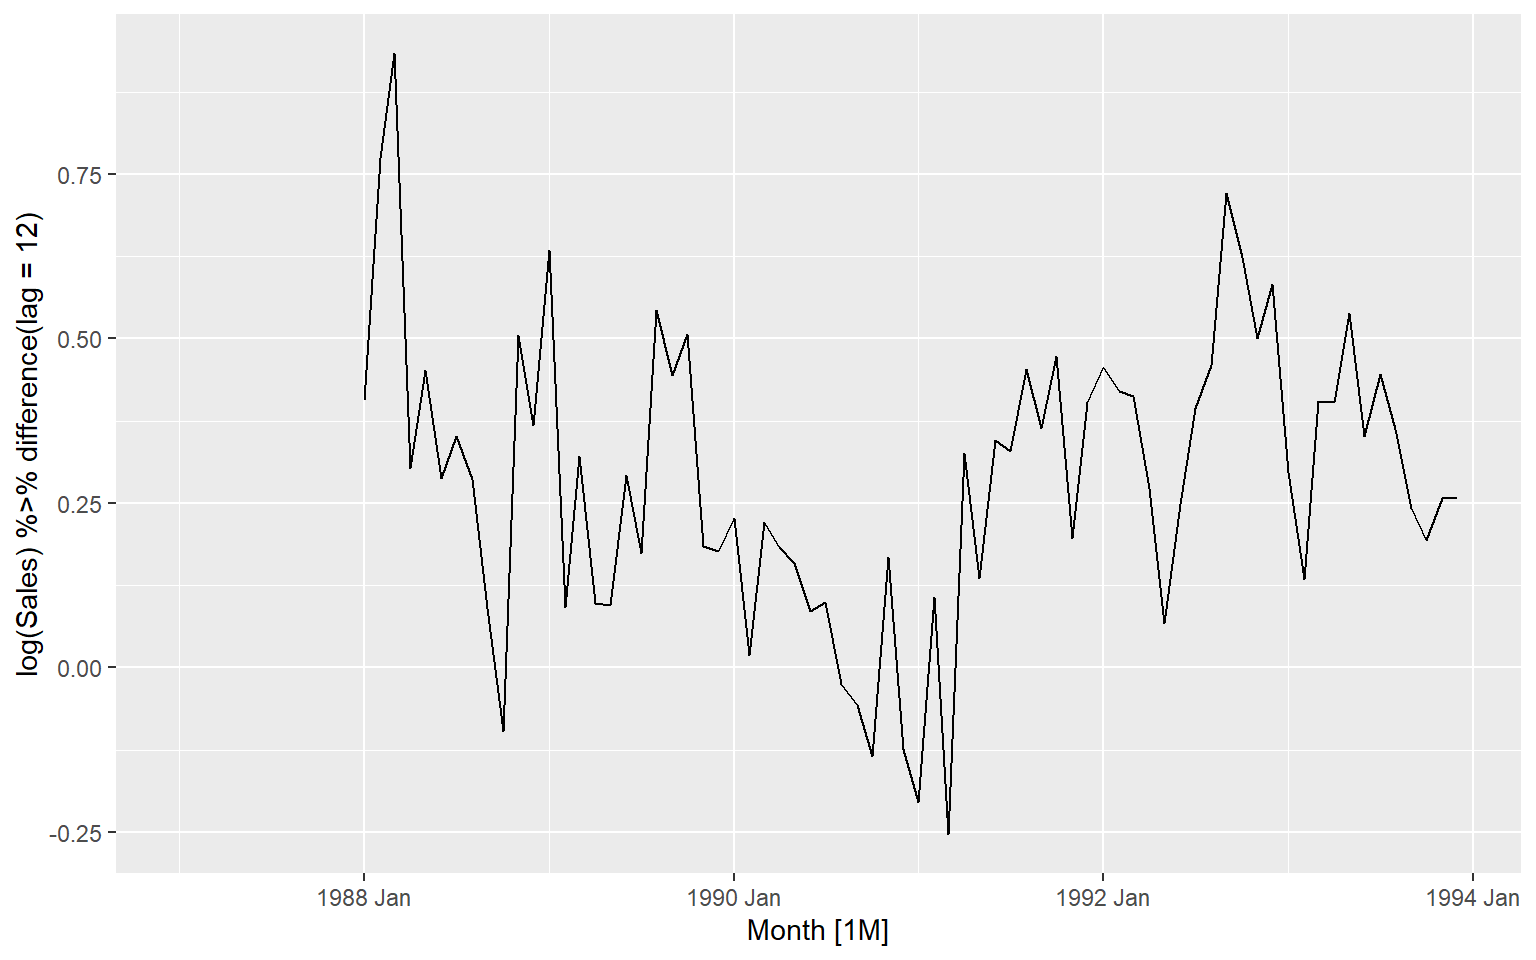 log(Sales) %>% difference(lag = 12)
0.75
0.50
0.25
0.00
-0.25
1988 Jan
1990 Jan
1992 Jan
1994 Jan
Month [1M]